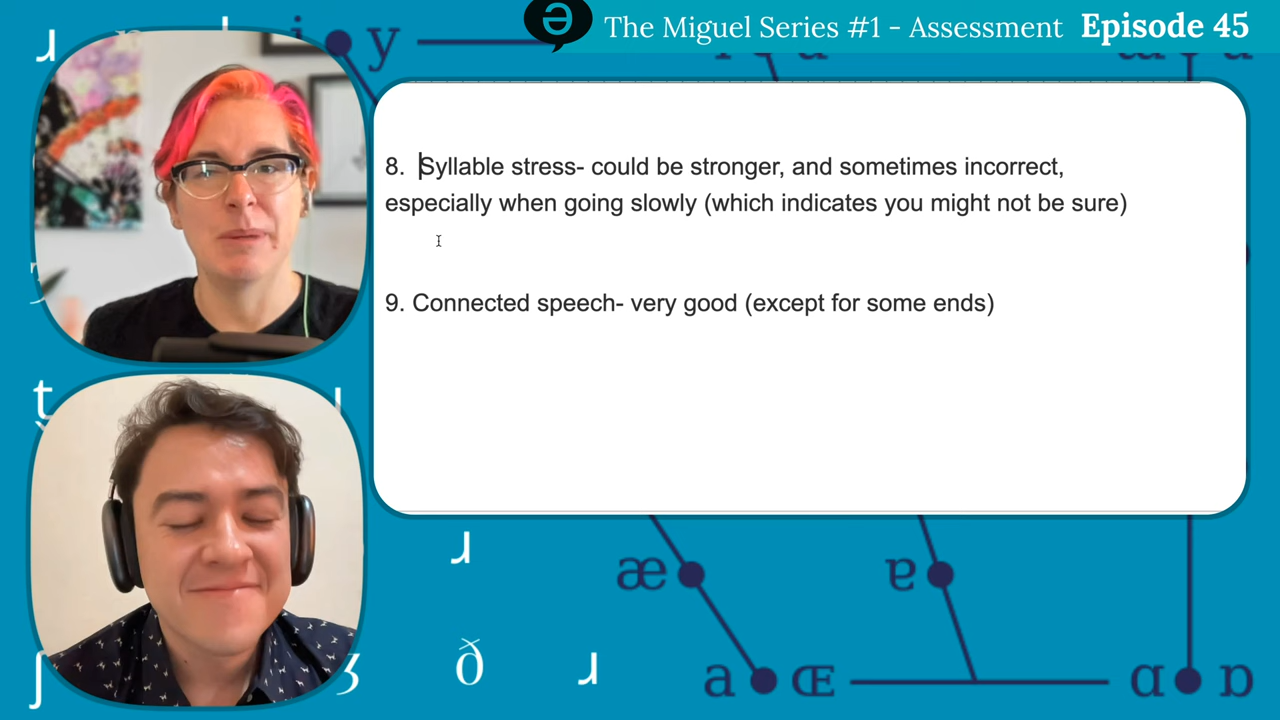 ə The Miguel Series #1 - Assessment Episode 45
ɹ
i y
8. Syllable stress- could be stronger, and sometimes incorrect,
especially when going slowly (which indicates you might not be sure)
9. Connected speech- very good (except for some ends)
ɹ
æ ɐ
ʃ ʒ ð ɹ a Œ ɑ ɒ